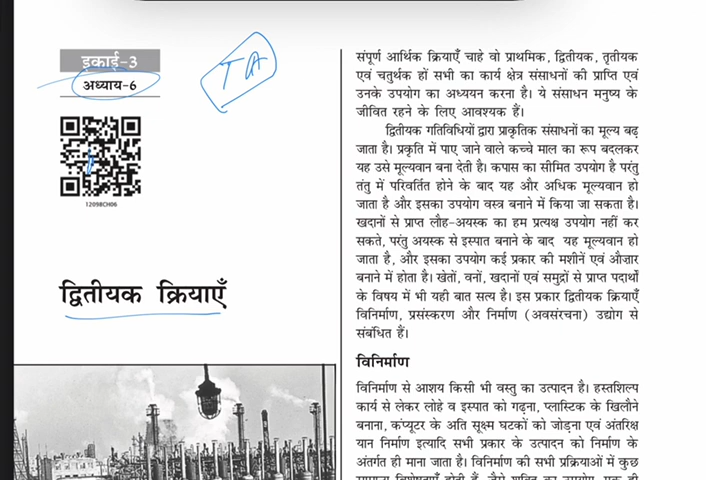 इकाई-3
अध्याय-6
TA
1209BCH06
द्वितीयक क्रियाएँ
संपूर्ण आर्थिक क्रियाएँ चाहे वो प्राथमिक, द्वितीयक, तृतीयक
एवं चतुर्थक हों सभी का कार्य क्षेत्र संसाधनों की प्राप्ति एवं
उनके उपयोग का अध्ययन करना है। ये संसाधन मनुष्य के
जीवित रहने के लिए आवश्यक हैं।
द्वितीयक गतिविधियों द्वारा प्राकृतिक संसाधनों का मूल्य बढ़
जाता है। प्रकृति में पाए जाने वाले कच्चे माल का रूप बदलकर
यह उसे मूल्यवान बना देती है। कपास का सीमित उपयोग है परंतु
तंतु में परिवर्तित होने के बाद यह और अधिक मूल्यवान हो
जाता है और इसका उपयोग वस्त्र बनाने में किया जा सकता है।
खदानों से प्राप्त लौह-अयस्क का हम प्रत्यक्ष उपयोग नहीं कर
सकते, परंतु अयस्क से इस्पात बनाने के बाद यह मूल्यवान हो
जाता है, और इसका उपयोग कई प्रकार की मशीनें एवं औज़ार
बनाने में होता है। खेतों, वनों, खदानों एवं समुद्रों से प्राप्त पदार्थों
के विषय में भी यही बात सत्य है। इस प्रकार द्वितीयक क्रियाएँ
विनिर्माण, प्रसंस्करण और निर्माण (अवसंरचना) उद्योग से
संबंधित हैं।
विनिर्माण
विनिर्माण से आशय किसी भी वस्तु का उत्पादन है। हस्तशिल्प
कार्य से लेकर लोहे व इस्पात को गढ़ना, प्लास्टिक के खिलौने
बनाना, कंप्यूटर के अति सूक्ष्म घटकों को जोड़ना एवं अंतरिक्ष
यान निर्माण इत्यादि सभी प्रकार के उत्पादन को निर्माण के
अंतर्गत ही माना जाता है। विनिर्माण की सभी प्रक्रियाओं में कुछ